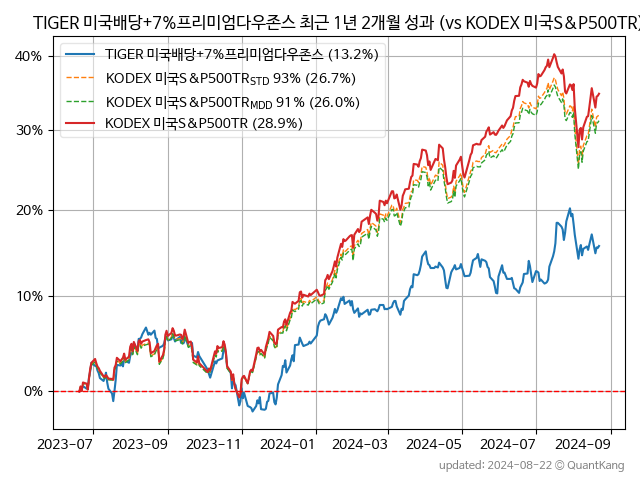 TIGER 미국배당+7%프리미엄다우존스 최근 1년 2개월 성과 (vs KODEX 미국S&P500TR)
40%
30%
20%
10%
0%
TIGER 미국배당+7%프리미엄다우존스 (13.2%)
KODEX 미국S&P500TRSTD 93% (26.7%)
KODEX 미국S&P500TRMDD 91% (26.0%)
KODEX 미국S&P500TR (28.9%)
2023-07 2023-09 2023-11 2024-01 2024-03 2024-05 2024-07 2024-09
updated: 2024-08-22 © QuantKang